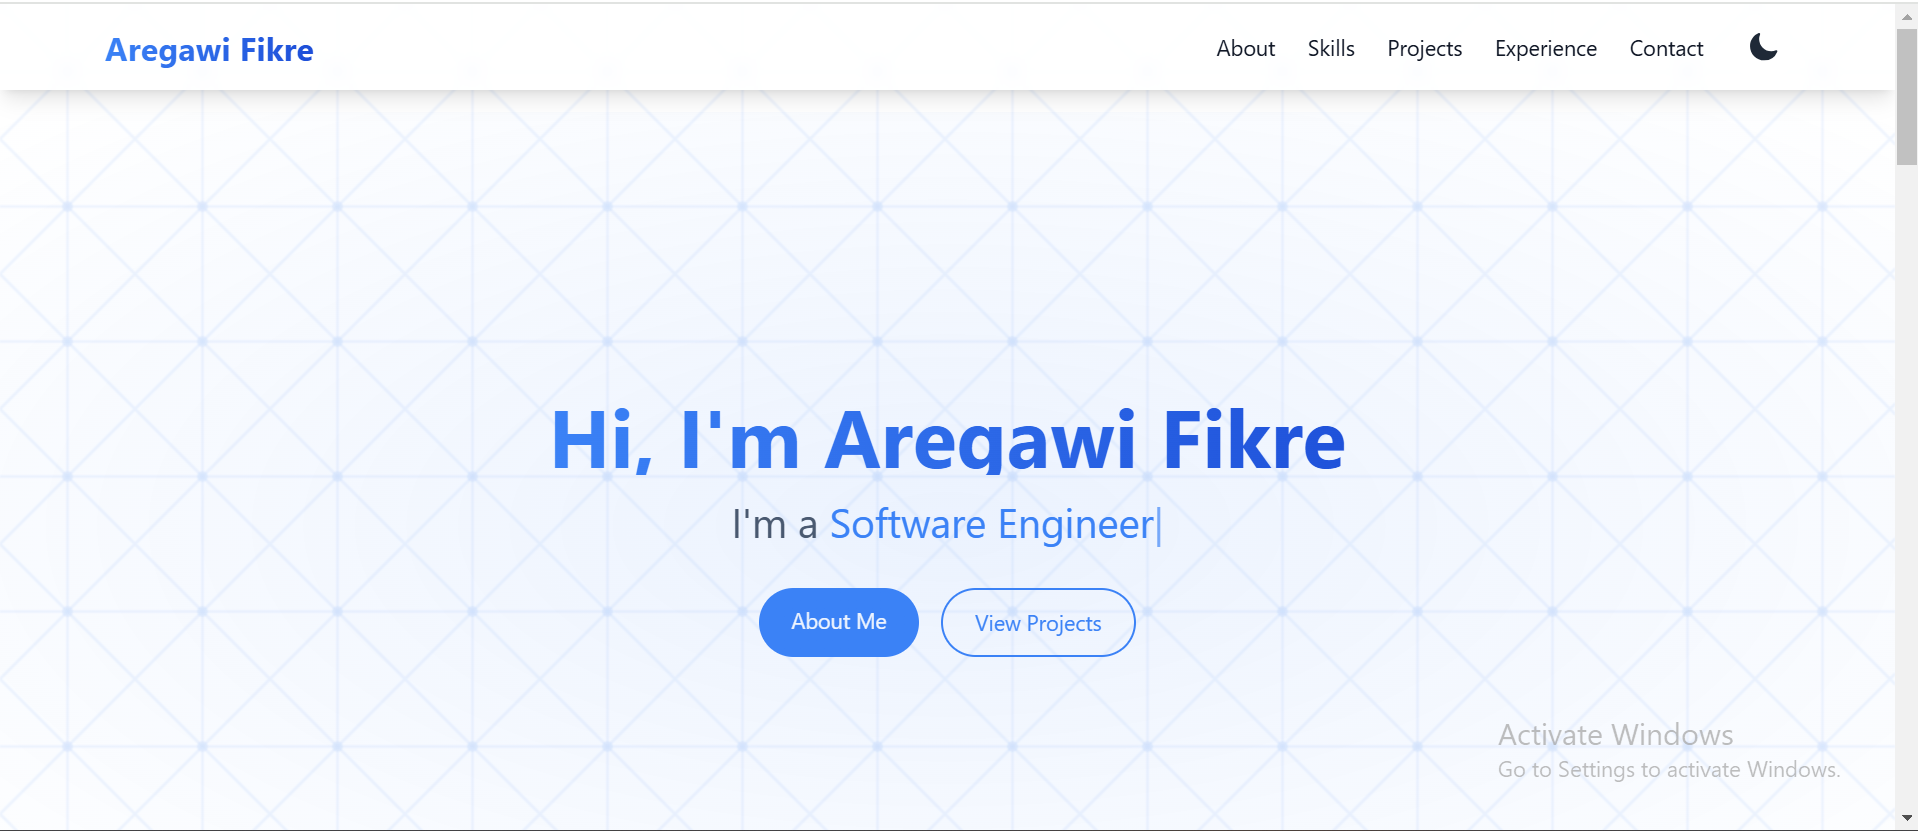 Aregawi Fikre
About Skills Projects Experience Contact
Hi, I'm Aregawi Fikre
I'm a Software Engineer|
About Me
View Projects
Activate Windows
Go to Settings to activate Windows.